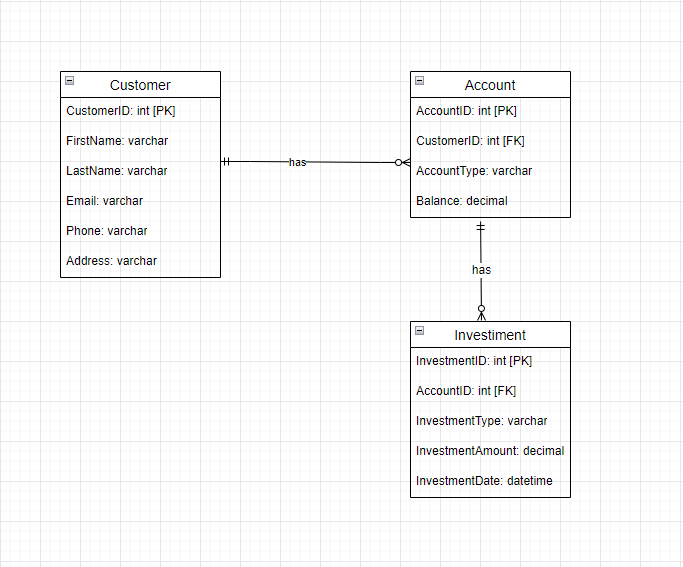 Customer
CustomerID: int [PK]
FirstName: varchar
LastName: varchar
Email: varchar
Phone: varchar
Address: varchar
has
Account
AccountID: int [PK]
CustomerID: int [FK]
AccountType: varchar
Balance: decimal
has
Investiment
InvestmentID: int [PK]
AccountID: int [FK]
InvestmentType: varchar
InvestmentAmount: decimal
InvestmentDate: datetime